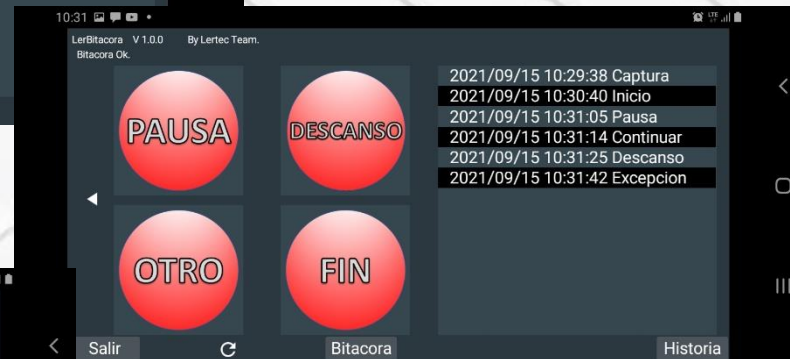 10:31
LerBitacora V 1.0.0 By Lertec Team.
Bitacora Ok.
PAUSA
DESCANSO
OTRO
FIN
2021/09/15 10:29:38 Captura
2021/09/15 10:30:40 Inicio
2021/09/15 10:31:05 Pausa
2021/09/15 10:31:14 Continuar
2021/09/15 10:31:25 Descanso
2021/09/15 10:31:42 Excepcion
Salir Bitacora Historia